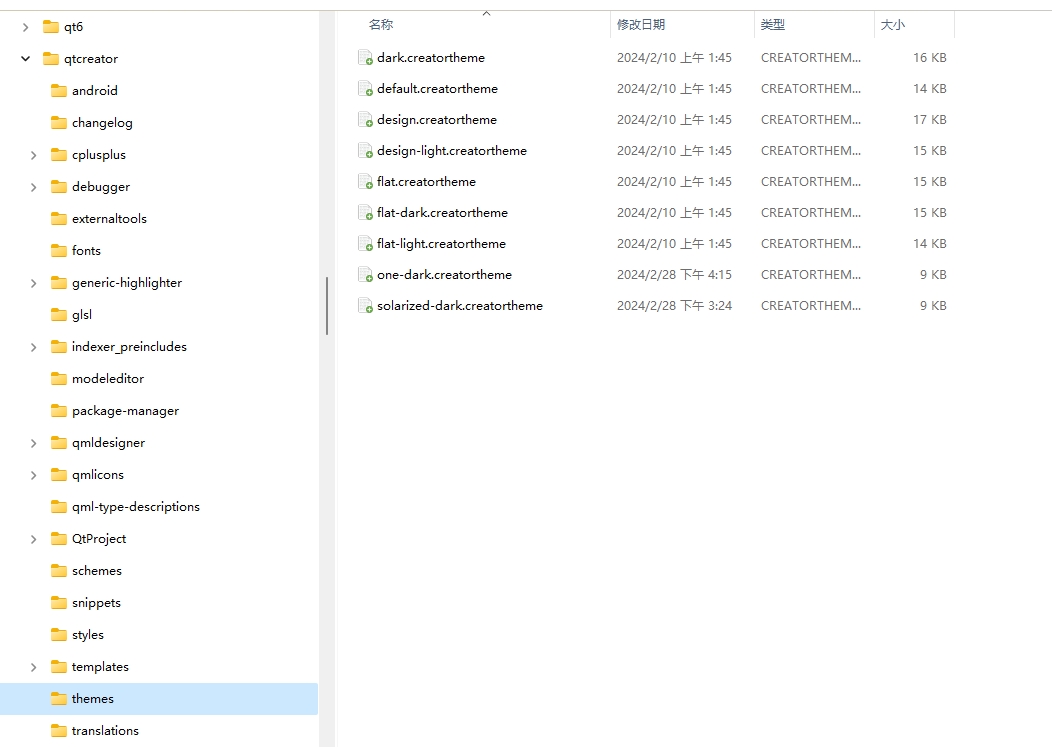 qt6
qtcreator
android
changelog
cplusplus
debugger
externaltools
fonts
generic-highlighter
glsl
indexer_preincludes
modeleditor
package-manager
qmldesigner
qmlicons
qml-type-descriptions
QtProject
schemes
snippets
styles
templates
themes
translations
名称 修改日期 类型 大小
dark.creatortheme 2024/2/10 上午 1:45 CREATORTHEM... 16 KB
default.creatortheme 2024/2/10 上午 1:45 CREATORTHEM... 14 KB
design.creatortheme 2024/2/10 上午 1:45 CREATORTHEM... 17 KB
design-light.creatortheme 2024/2/10 上午 1:45 CREATORTHEM... 15 KB
flat.creatortheme 2024/2/10 上午 1:45 CREATORTHEM... 15 KB
flat-dark.creatortheme 2024/2/10 上午 1:45 CREATORTHEM... 15 KB
flat-light.creatortheme 2024/2/10 上午 1:45 CREATORTHEM... 14 KB
one-dark.creatortheme 2024/2/28 下午 4:15 CREATORTHEM... 9 KB
solarized-dark.creatortheme 2024/2/28 下午 3:24 CREATORTHEM... 9 KB